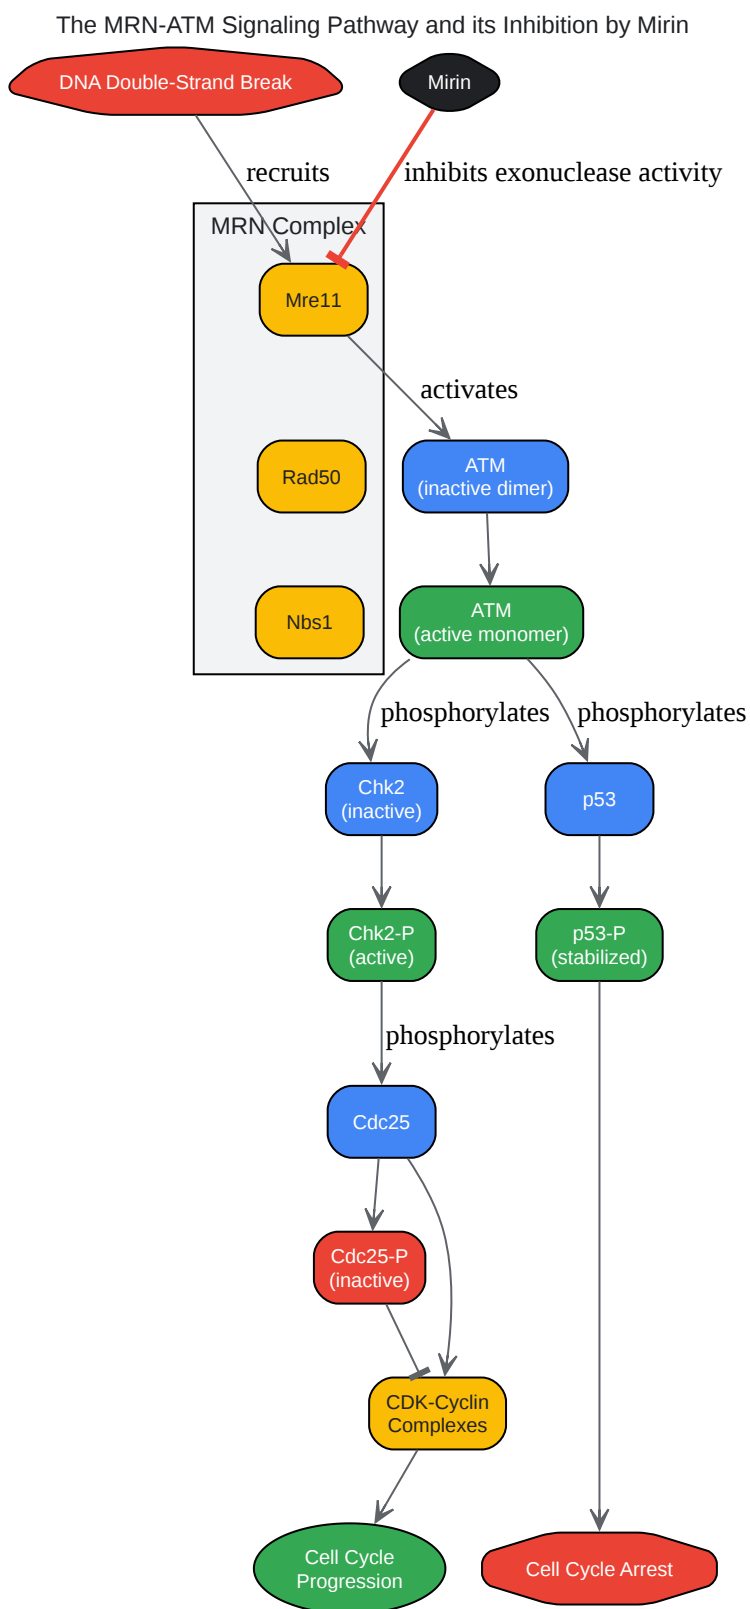 The MRN-ATM Signaling Pathway and its Inhibition by Mirin
DNA Double-Strand Break
Mirin
recruits
inhibits exonuclease activity
MRN Complex
Mre11
activates
Rad50
ATM
(inactive dimer)
Nbs1
ATM
(active monomer)
phosphorylates
phosphorylates
Chk2
(inactive)
p53
Chk2-P
(active)
p53-P
(stabilized)
phosphorylates
Cdc25
Cdc25-P
(inactive)
CDK-Cyclin
Complexes
Cell Cycle
Progression
Cell Cycle Arrest